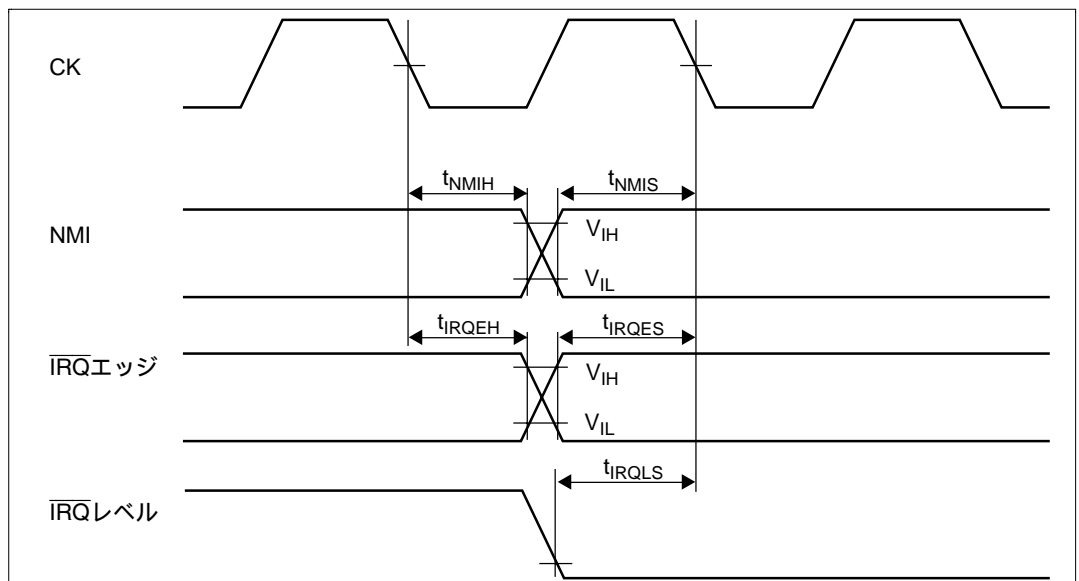 CK
tNMIH tNMIS
NMI
VIH
VIL
tIRQEH tIRQES
IRQエッジ
VIH
VIL
tIRQLS
IRQレベル